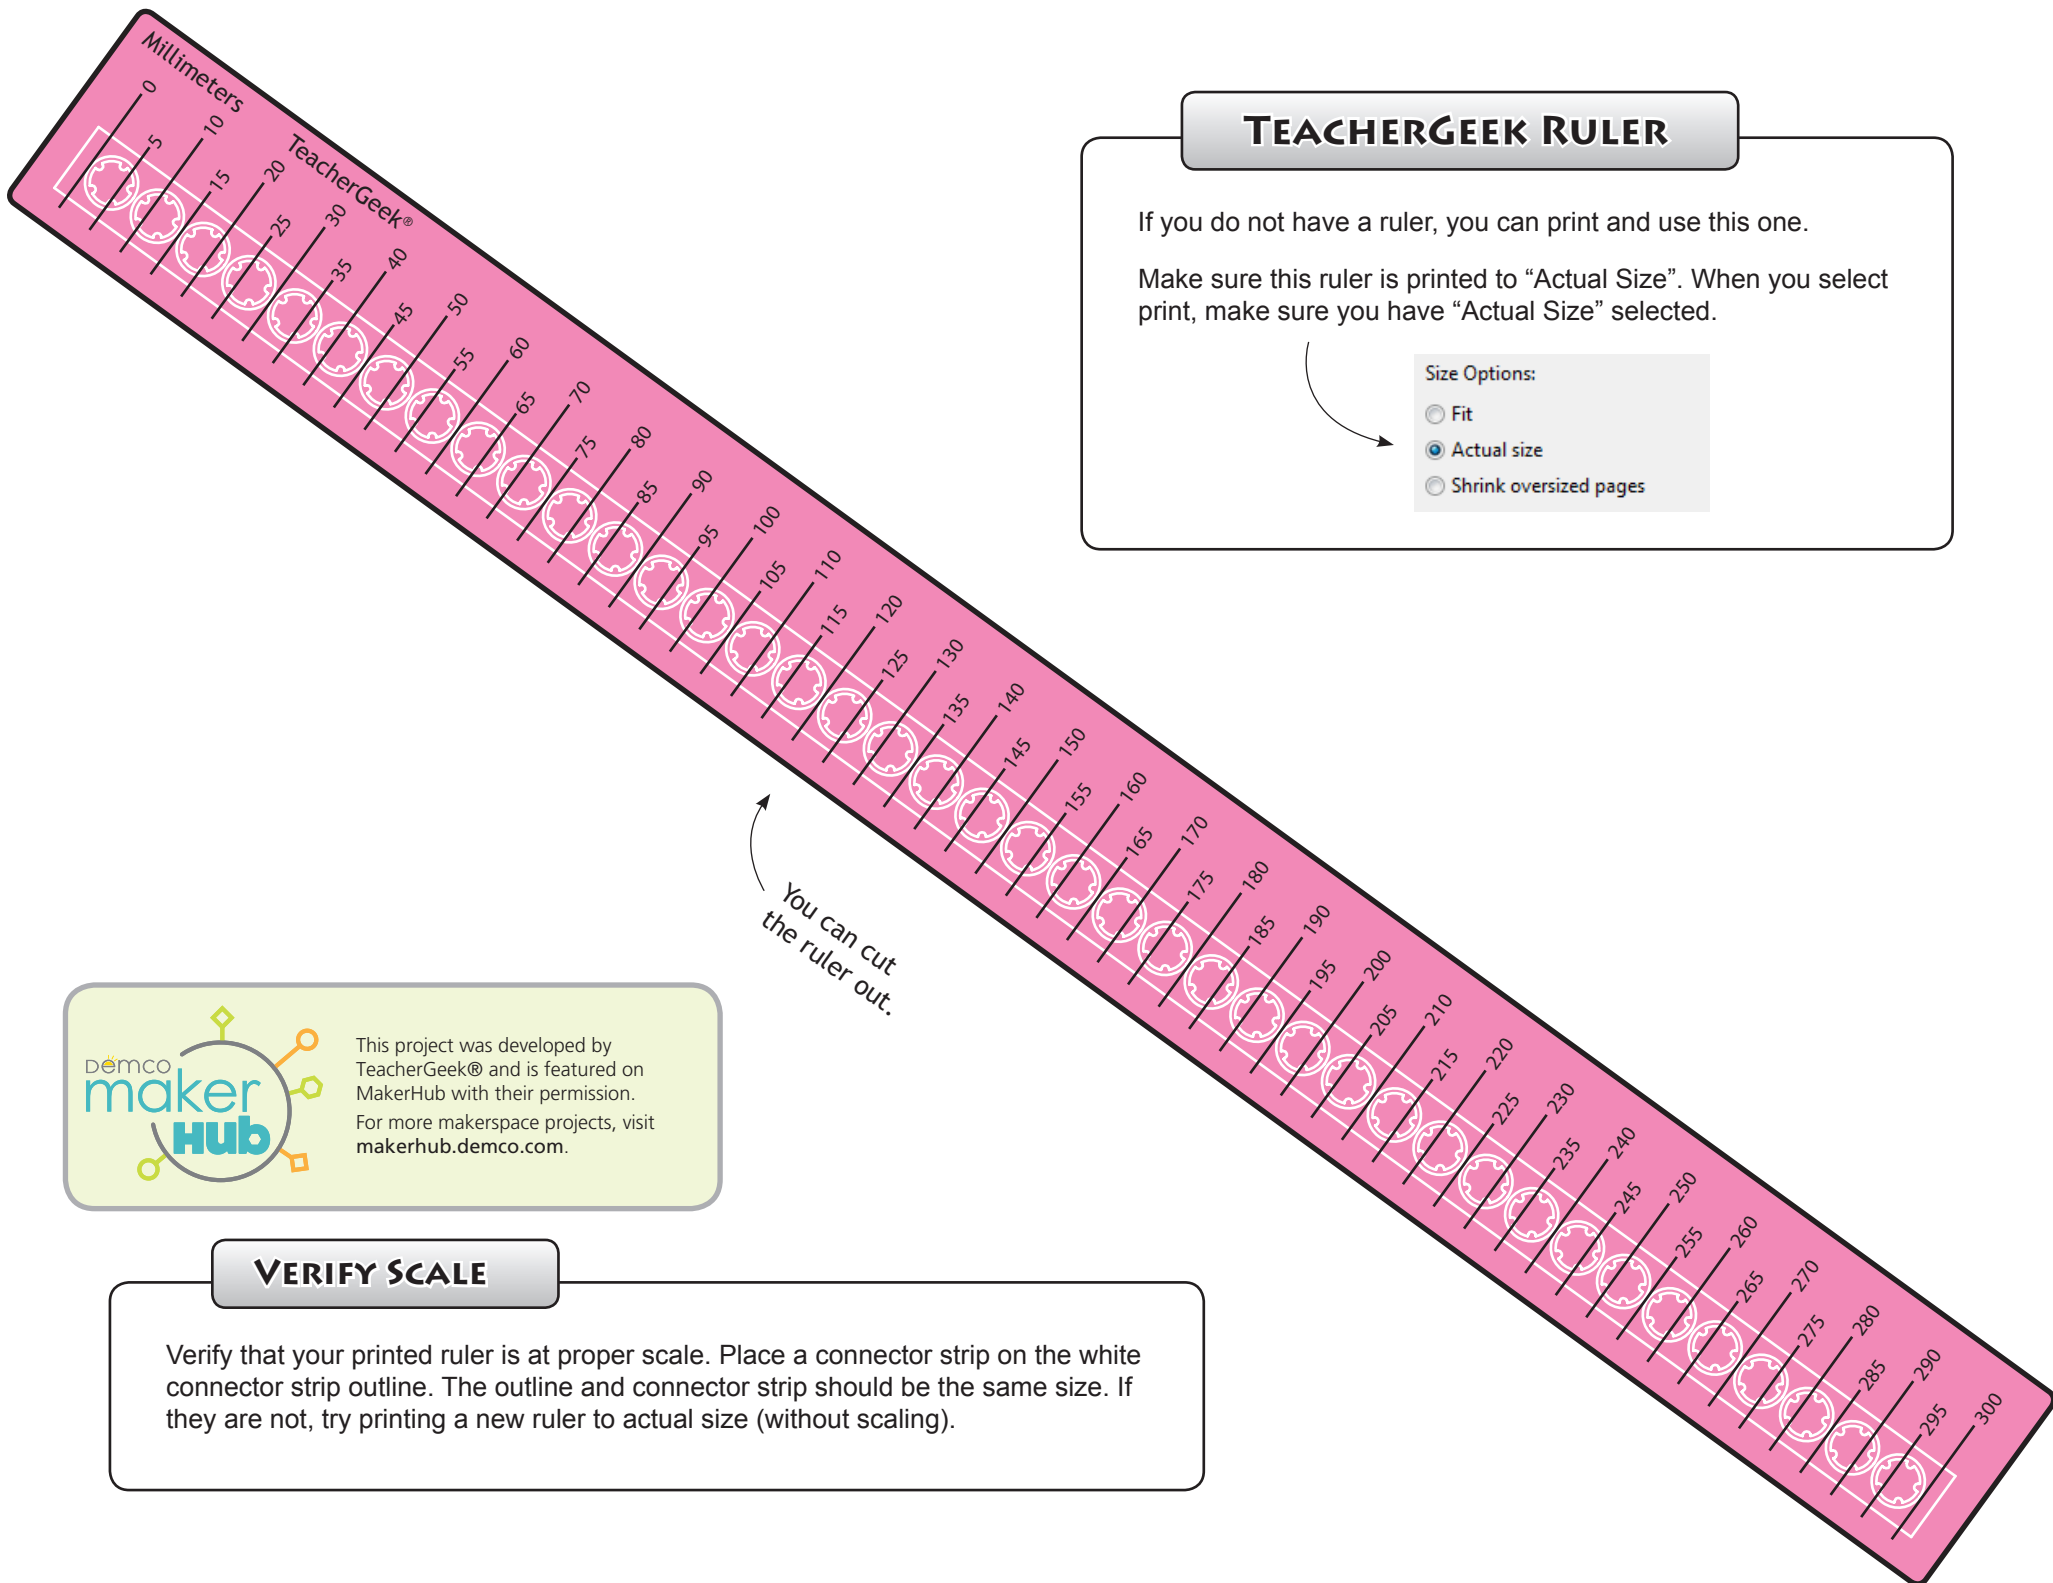 Millimeters
TeacherGeek®
0
5
10
15
20
25
30
35
40
45
50
55
60
65
70
75
80
85
90
95
100
105
110
115
120
125
130
135
140
145
150
155
160
165
170
175
180
185
190
195
200
205
210
215
220
225
230
235
240
245
250
255
260
265
270
275
280
285
290
295
300
TEACHERGEEK RULER
If you do not have a ruler, you can print and use this one.
Make sure this ruler is printed to “Actual Size”. When you select
print, make sure you have “Actual Size” selected.
Size Options:
Fit
Actual size
Shrink oversized pages
You can cut
the ruler out.
Demco
maker
Hub
This project was developed by
TeacherGeek® and is featured on
MakerHub with their permission.
For more makerspace projects, visit
makerhub.demco.com.
VERIFY SCALE
Verify that your printed ruler is at proper scale. Place a connector strip on the white
connector strip outline. The outline and connector strip should be the same size. If
they are not, try printing a new ruler to actual size (without scaling).